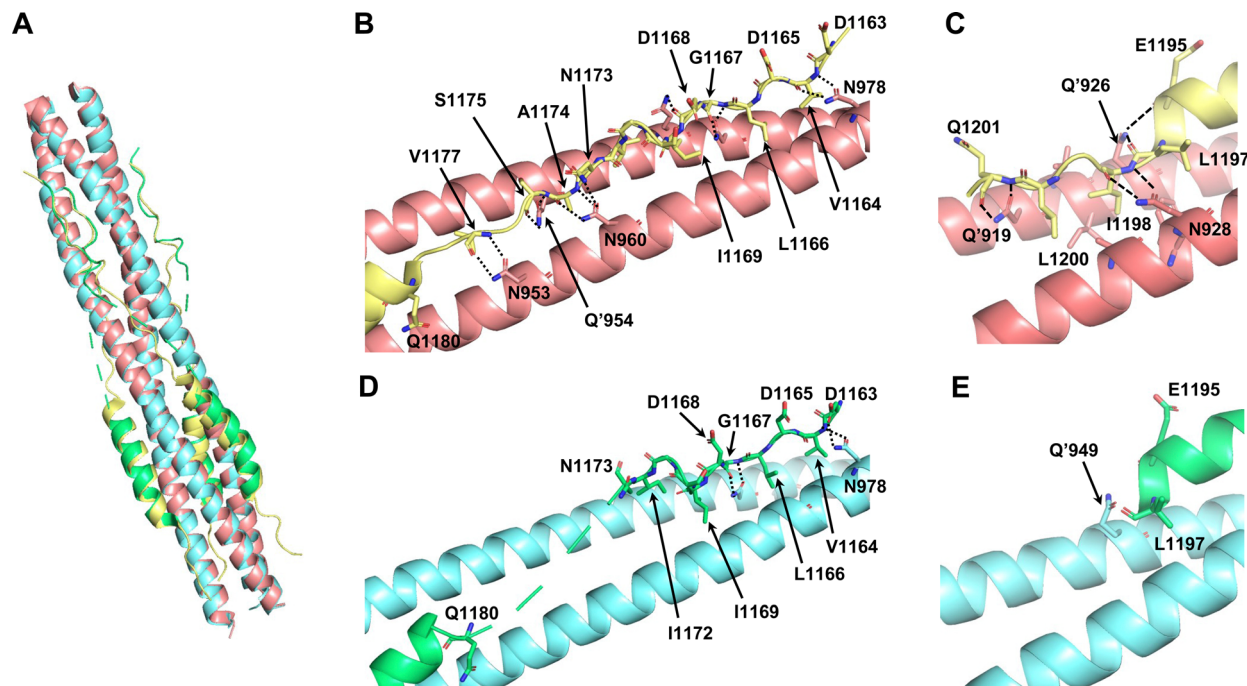 A
B
D1168
D1165
D1163
G1167
N1173
N978
S1175
A1174
V1177
V1164
N960
L1166
I1169
N953
Q'954
Q1180
C
E1195
Q'926
Q1201
L1197
I1198
N928
Q'919
L1200
D
D1165
D1163
D1168
G1167
N1173
N978
V1164
L1166
Q1180
I1169
I1172
E
E1195
Q'949
L1197